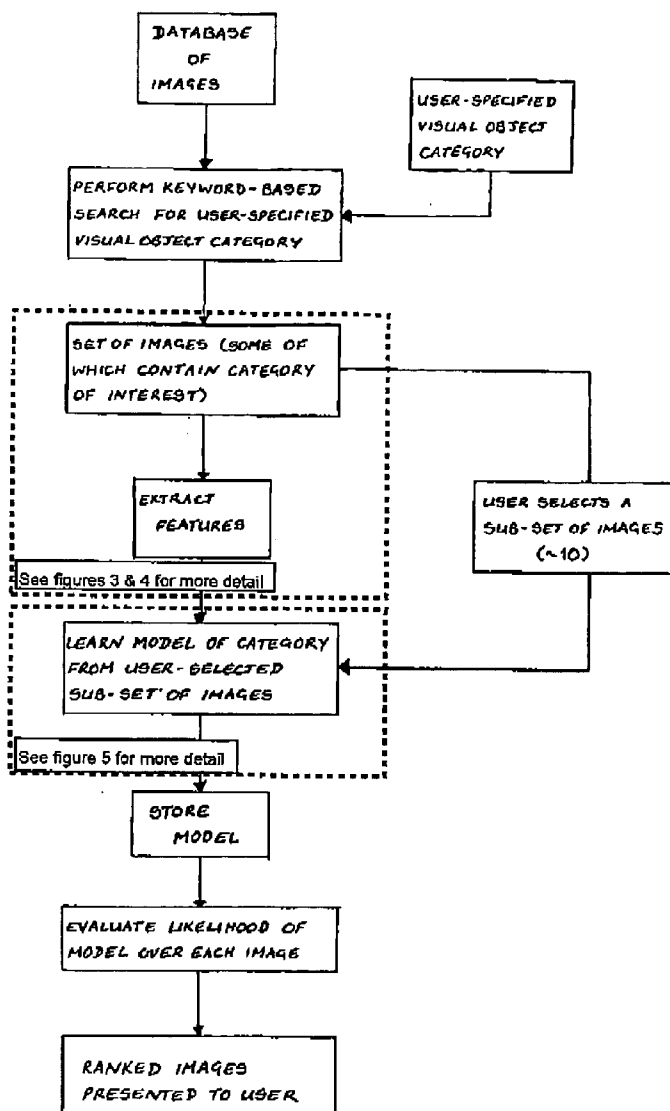 DATABASE
OF
IMAGES
USER-SPECIFIED
VISUAL OBJECT
CATEGORY
PERFORM KEYWORD-BASED
SEARCH FOR USER-SPECIFIED
VISUAL OBJECT CATEGORY
SET OF IMAGES (SOME OF
WHICH CONTAIN CATEGORY
OF INTEREST)
EXTRACT
FEATURES
USER SELECTS A
SUB-SET OF IMAGES
(~10)
See figures 3 & 4 for more detail
LEARN MODEL OF CATEGORY
FROM USER-SELECTED
SUB-SET OF IMAGES
See figure 5 for more detail
STORE
MODEL
EVALUATE LIKELIHOOD OF
MODEL OVER EACH IMAGE
RANKED IMAGES
PRESENTED TO USER